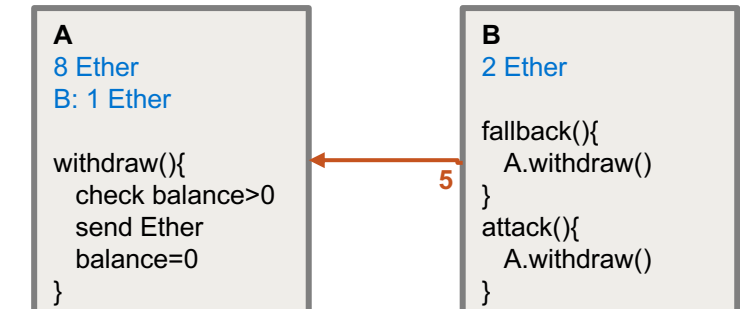 A
8 Ether
B: 1 Ether
withdraw(){
check balance>0
send Ether
balance=0
}
5
B
2 Ether
fallback(){
A.withdraw()
}
attack(){
A.withdraw()
}